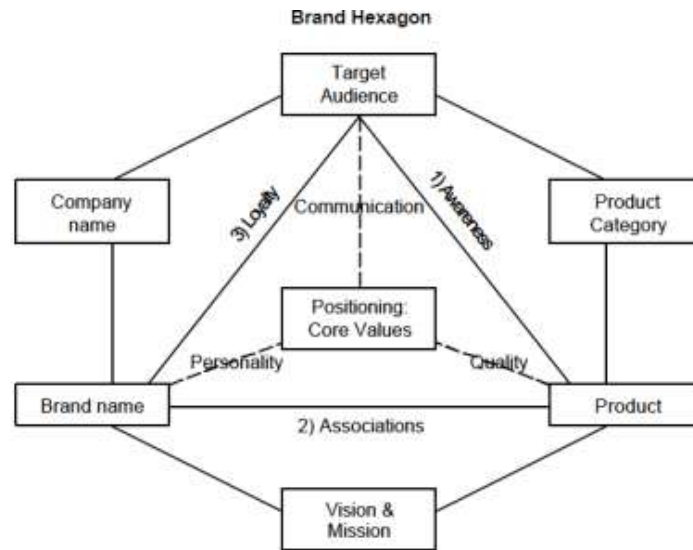 Brand Hexagon
Target
Audience
Company
name
3) Loyalty
Communication
1) Awareness
Product
Category
Positioning:
Core Values
Personality
Quality
Brand name
2) Associations
Product
Vision &
Mission